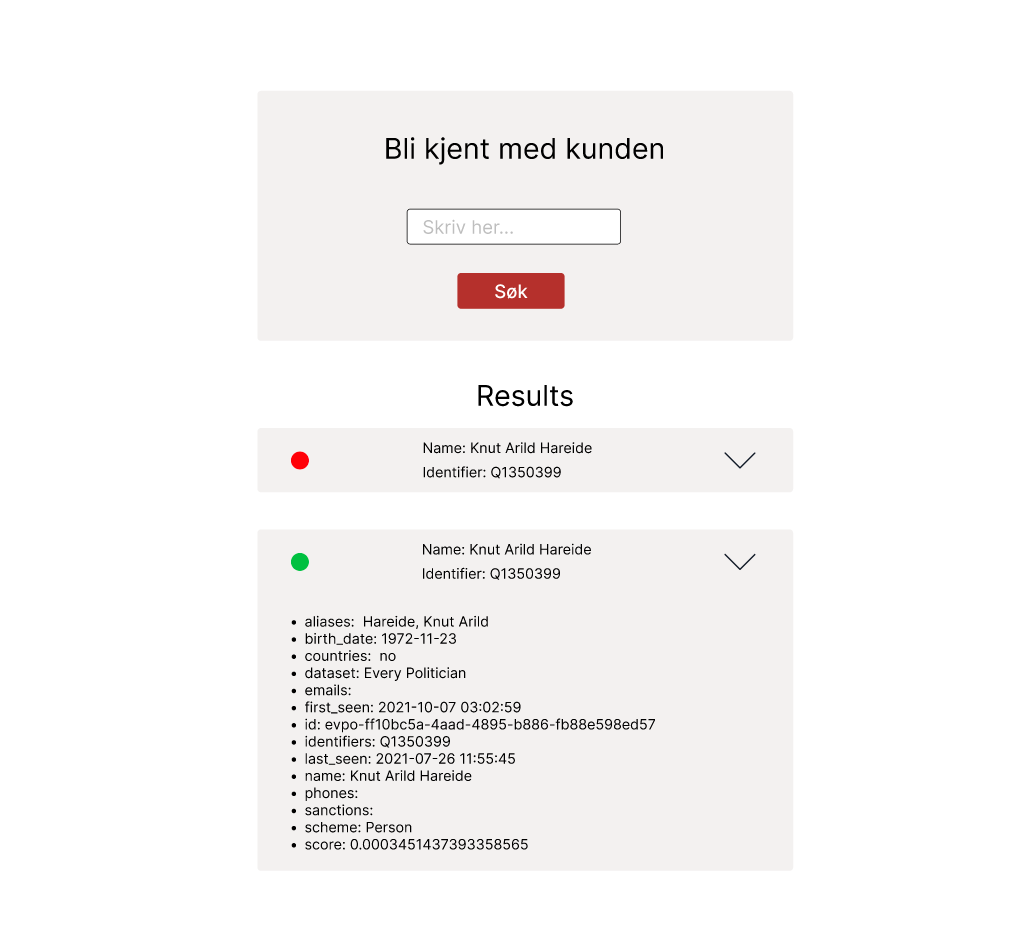 Bli kjent med kunden
Skriv her...
Søk
Results
Name: Knut Arild Hareide
Identifier: Q1350399
Name: Knut Arild Hareide
Identifier: Q1350399
• aliases:  Hareide, Knut Arild
• birth_date: 1972-11-23
• countries:  no
• dataset: Every Politician
• emails:
• first_seen: 2021-10-07 03:02:59
• id: evpo-ff10bc5a-4aad-4895-b886-fb88e598ed57
• identifiers: Q1350399
• last_seen: 2021-07-26 11:55:45
• name: Knut Arild Hareide
• phones:
• sanctions:
• scheme: Person
• score: 0.0003451437393358565